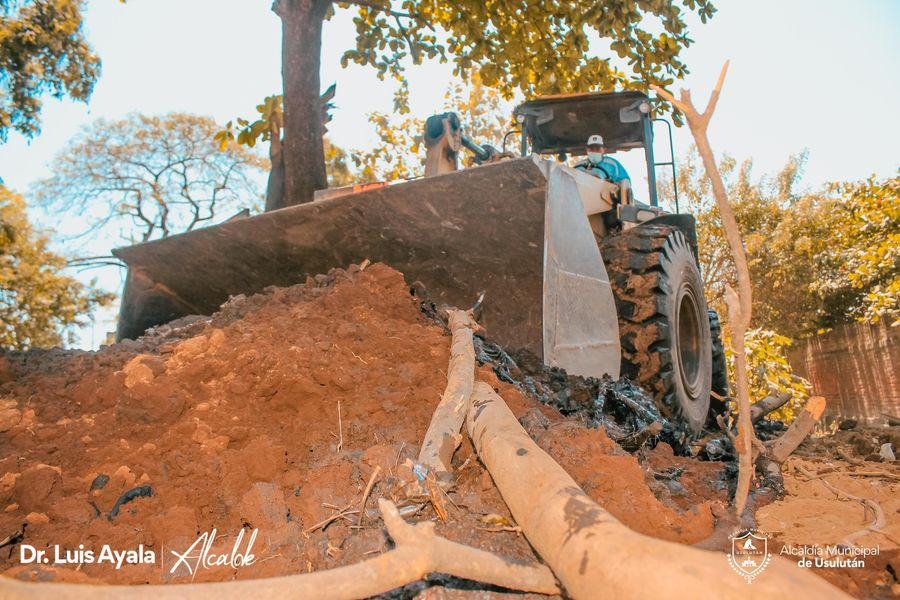 Dr. Luis Ayala | Alcalde
Alcaldía Municipal
de Usulután